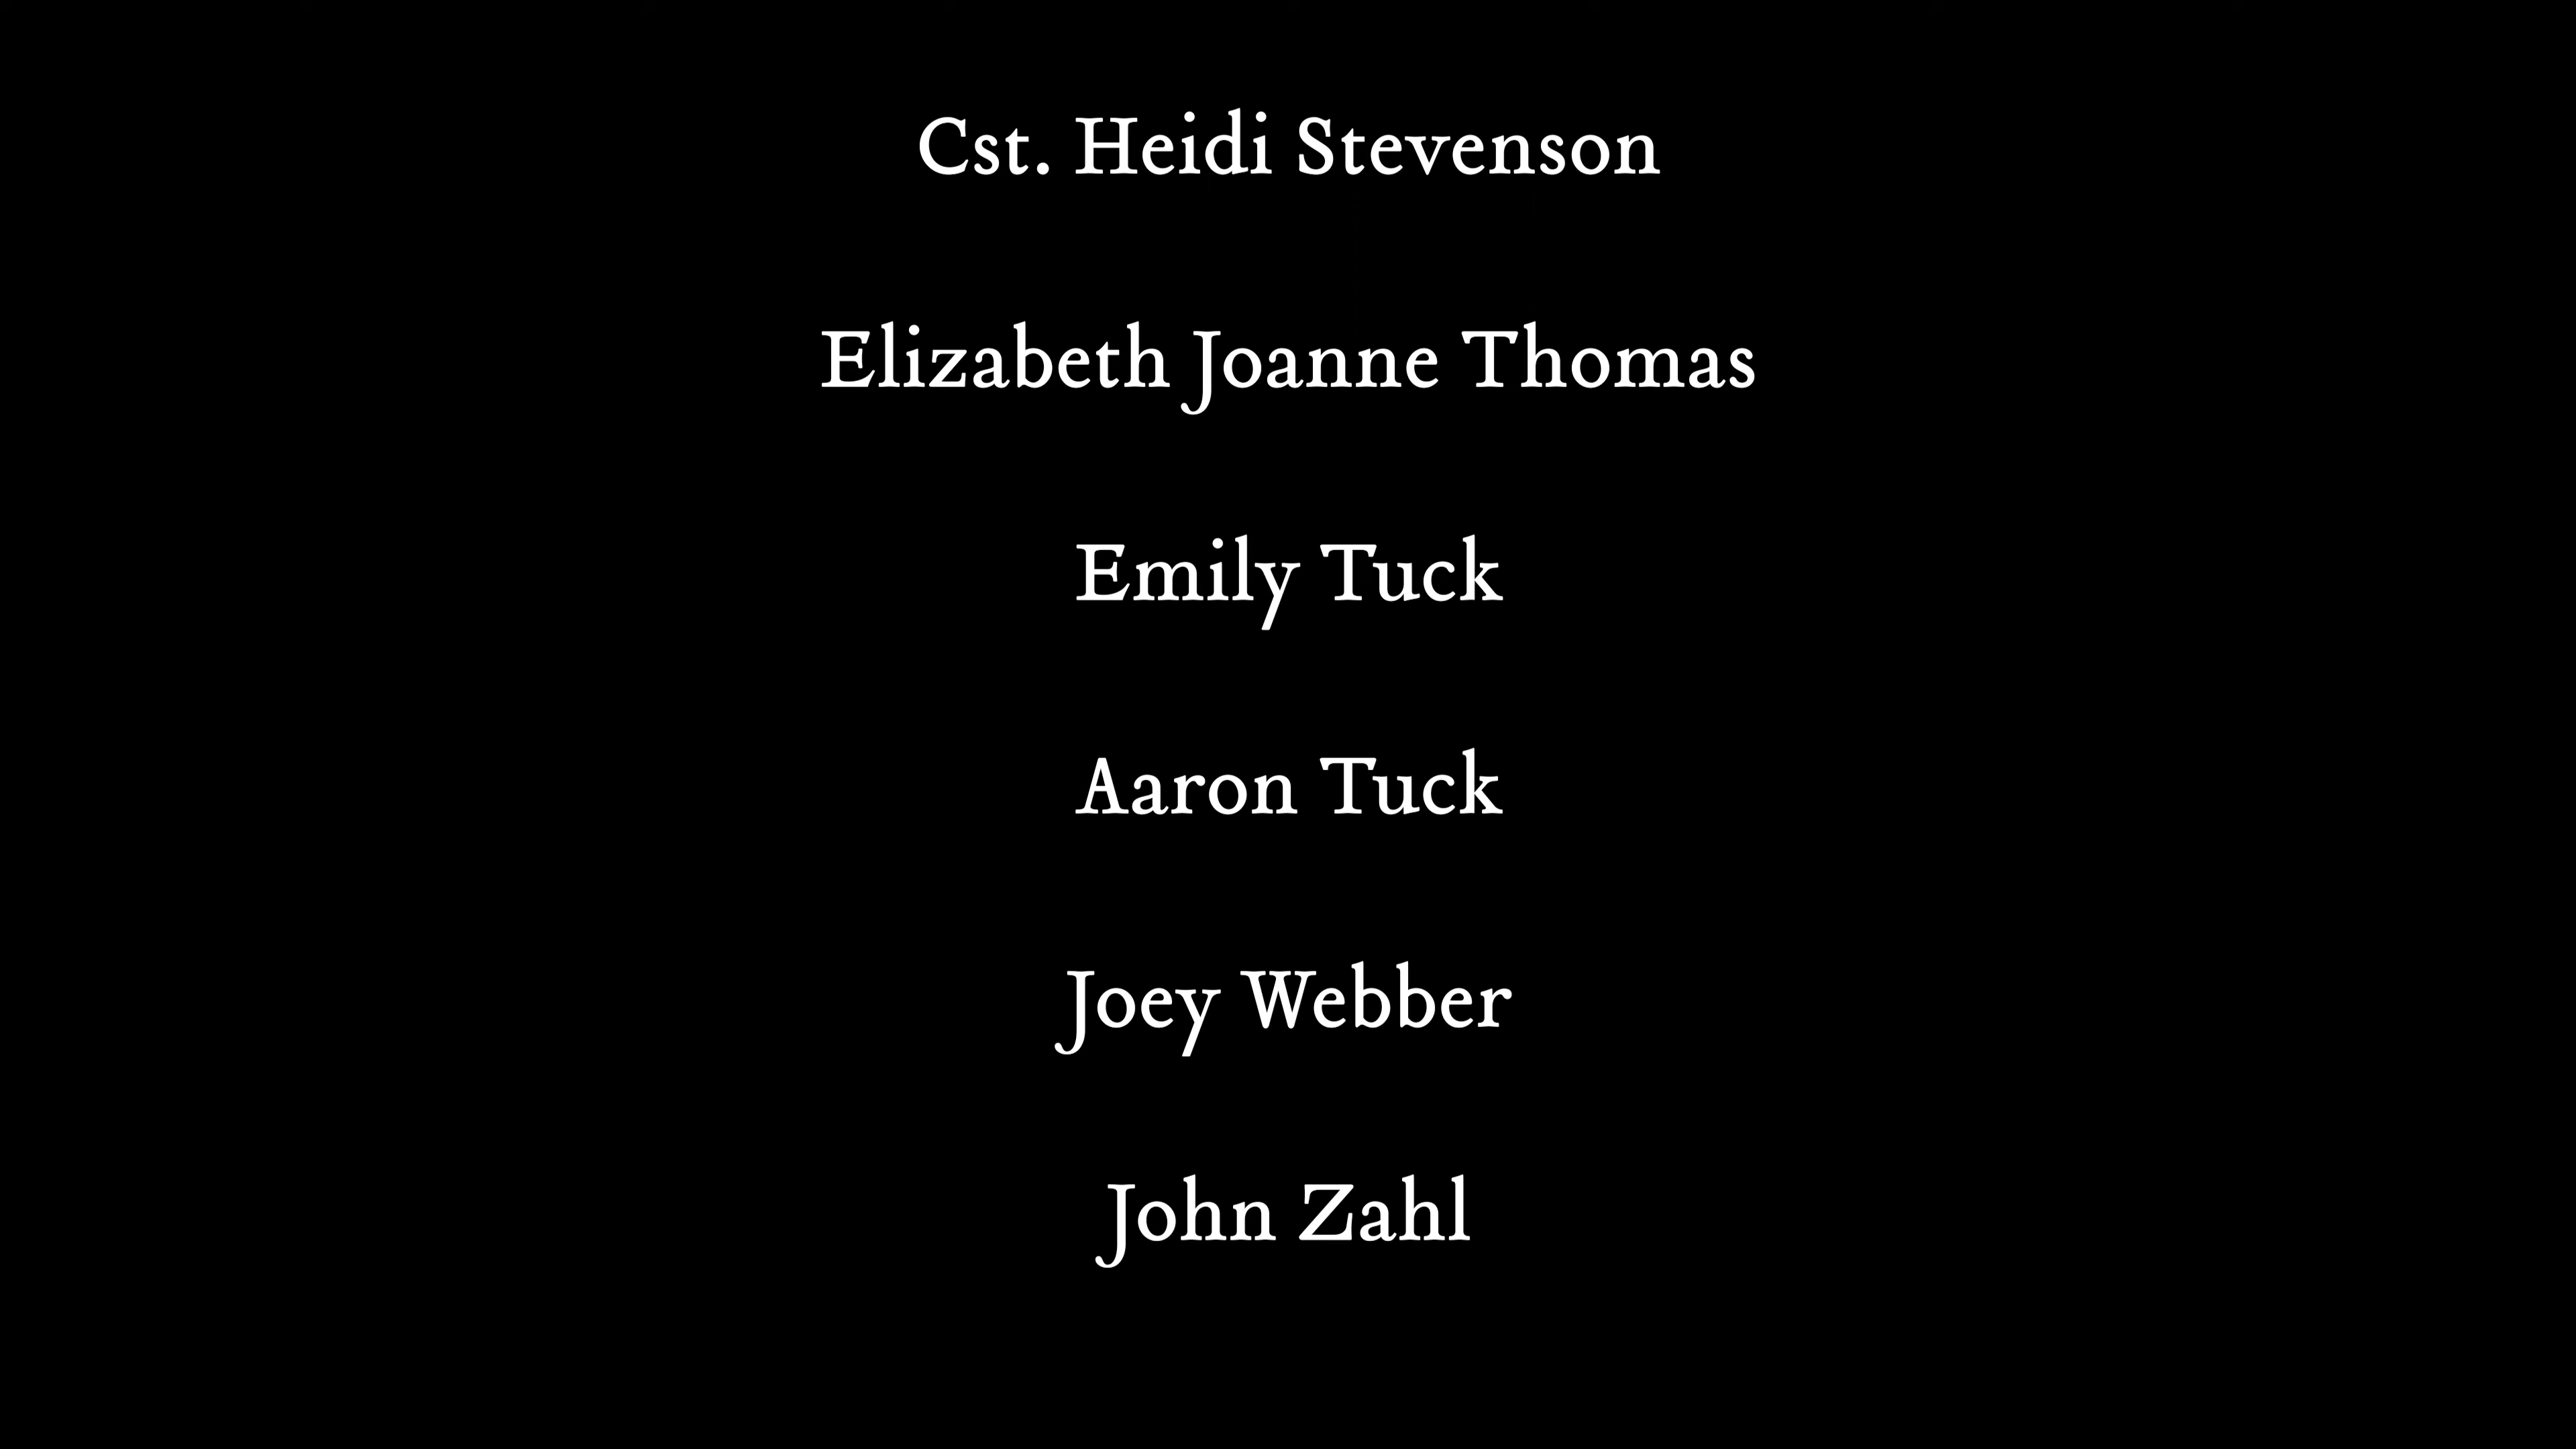 Cst. Heidi Stevenson
Elizabeth Joanne Thomas
Emily Tuck
Aaron Tuck
Joey Webber
John Zahl